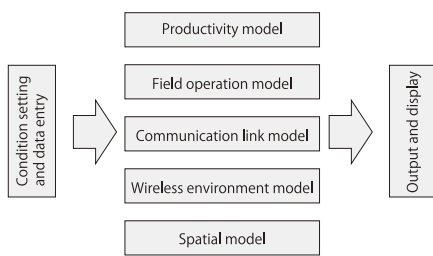 Condition setting
and data entry
Productivity model
Field operation model
Communication link model
Wireless environment model
Spatial model
Output and display